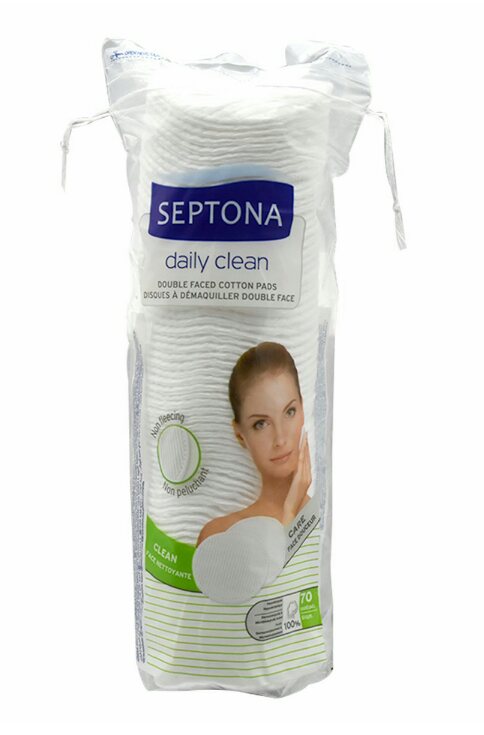 SEPTONA
daily clean
DOUBLE FACED COTTON PADS
DISQUES À DÉMAQUILLER DOUBLE FACE
Non fleecing
Non peluchant
CLEAN
FACE NETTOYANTE
CARE
FACE DOUCEUR
70
100%